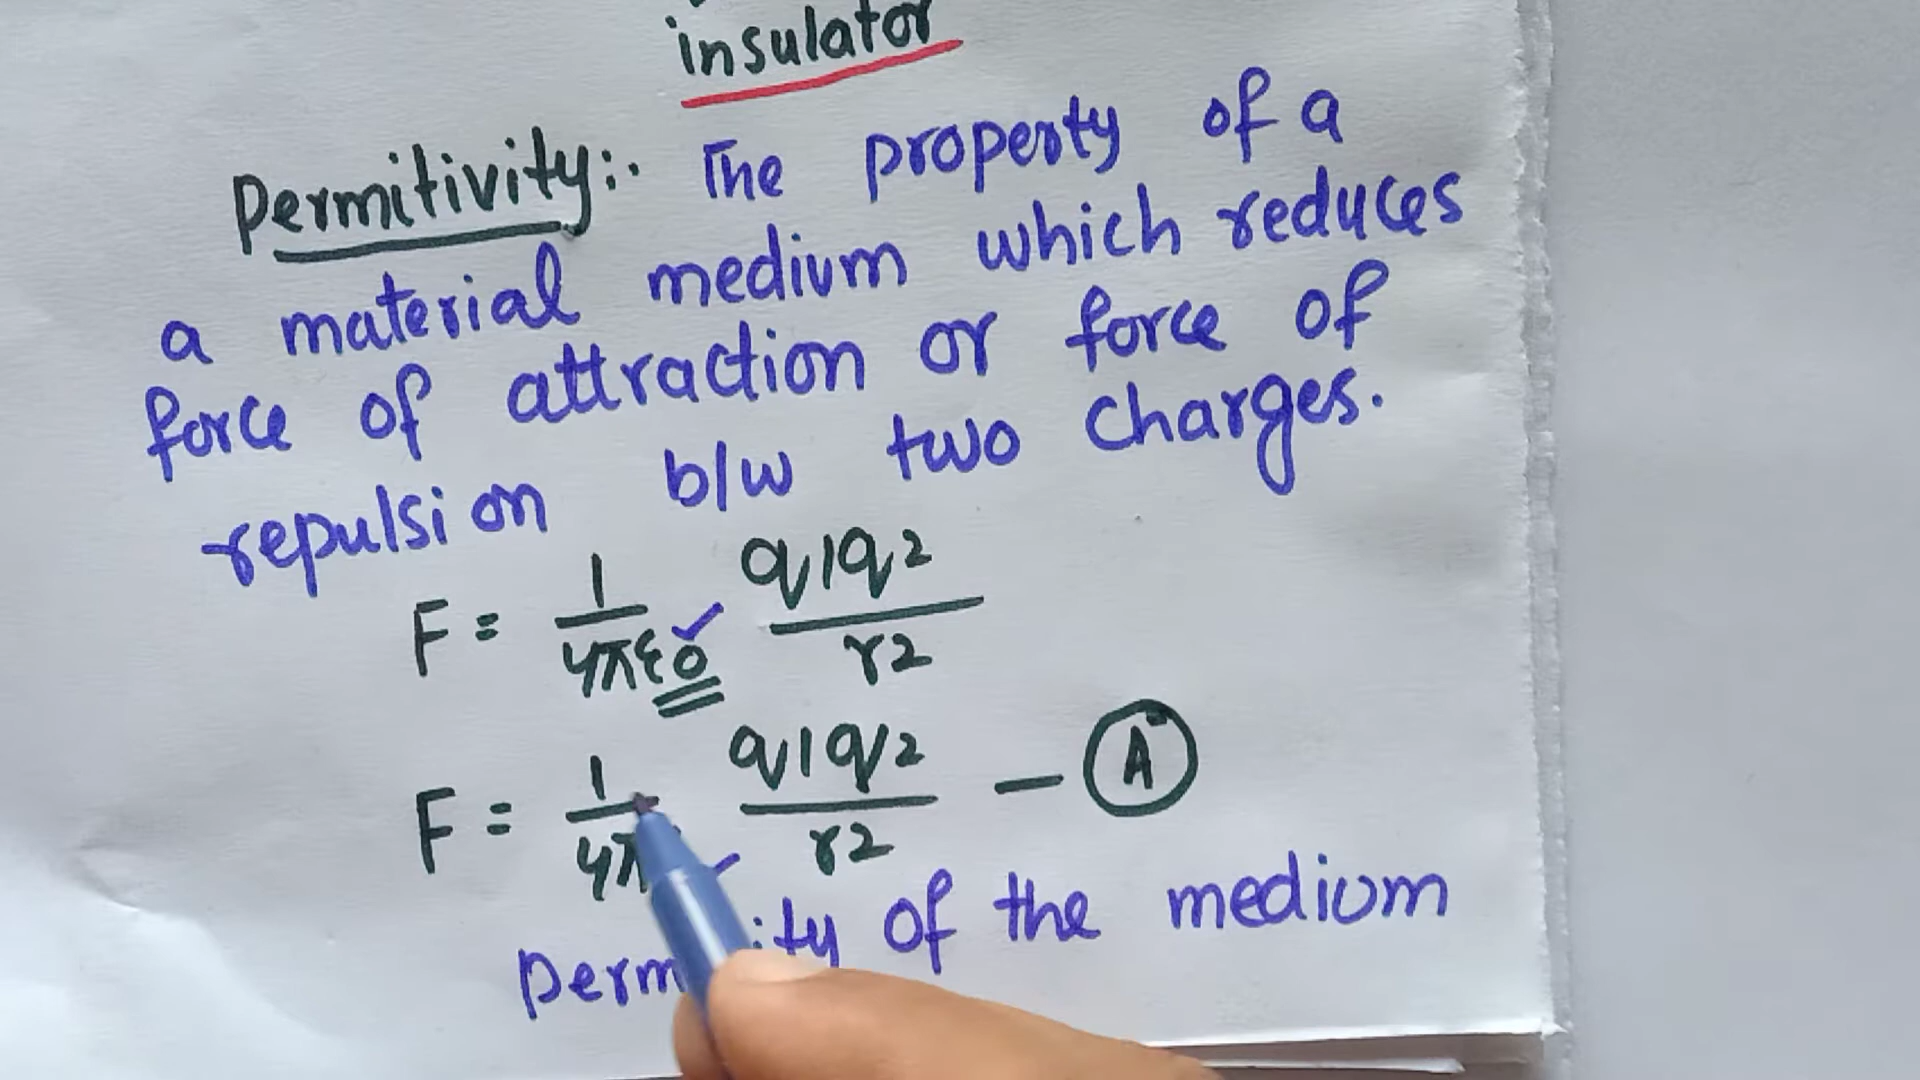 insulator
Permitivity:. The property of a
a material medium which reduces
force of attraction or force of
repulsion b/w two charges.
F = 1/4πε0 q1q2/r2
F = 1/4π q1q2/r2 — A
of the medium